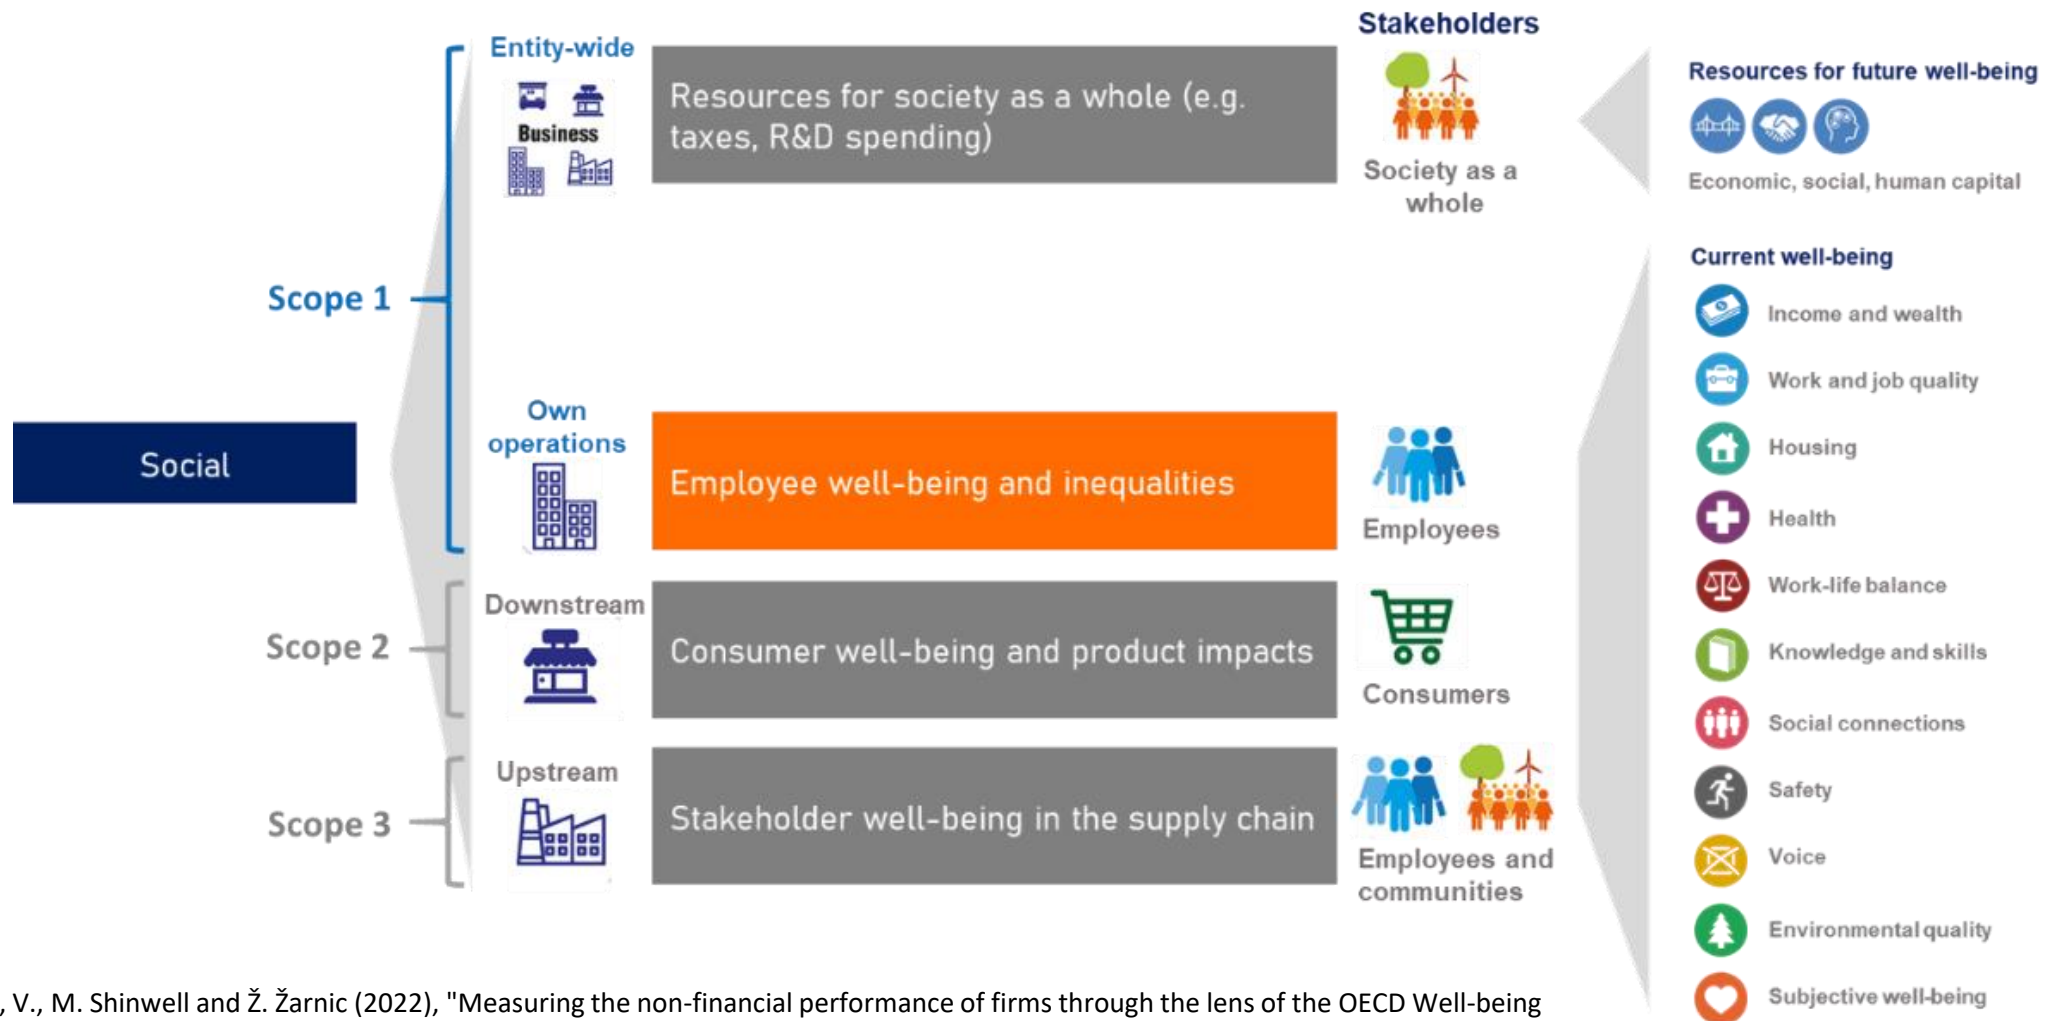 Stakeholders
Entity-wide
Business
Resources for society as a whole (e.g.
taxes, R&D spending)
Society as a
whole
Resources for future well-being
Economic, social, human capital
Scope 1
Current well-being
Income and wealth
Work and job quality
Housing
Health
Work-life balance
Knowledge and skills
Social connections
Safety
Voice
Environmental quality
Subjective well-being
Social
Own
operations
Employee well-being and inequalities
Employees
Scope 2
Downstream
Consumer well-being and product impacts
Consumers
Scope 3
Upstream
Stakeholder well-being in the supply chain
Employees and
communities
, V., M. Shinwell and Ž. Žarnic (2022), "Measuring the non-financial performance of firms through the lens of the OECD Well-being